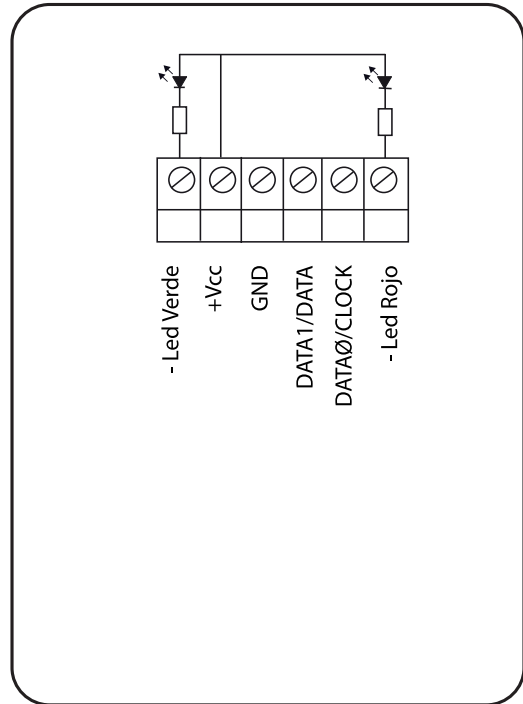 - Led Verde
+Vcc
GND
DATA1/DATA
DATAØ/CLOCK
- Led Rojo